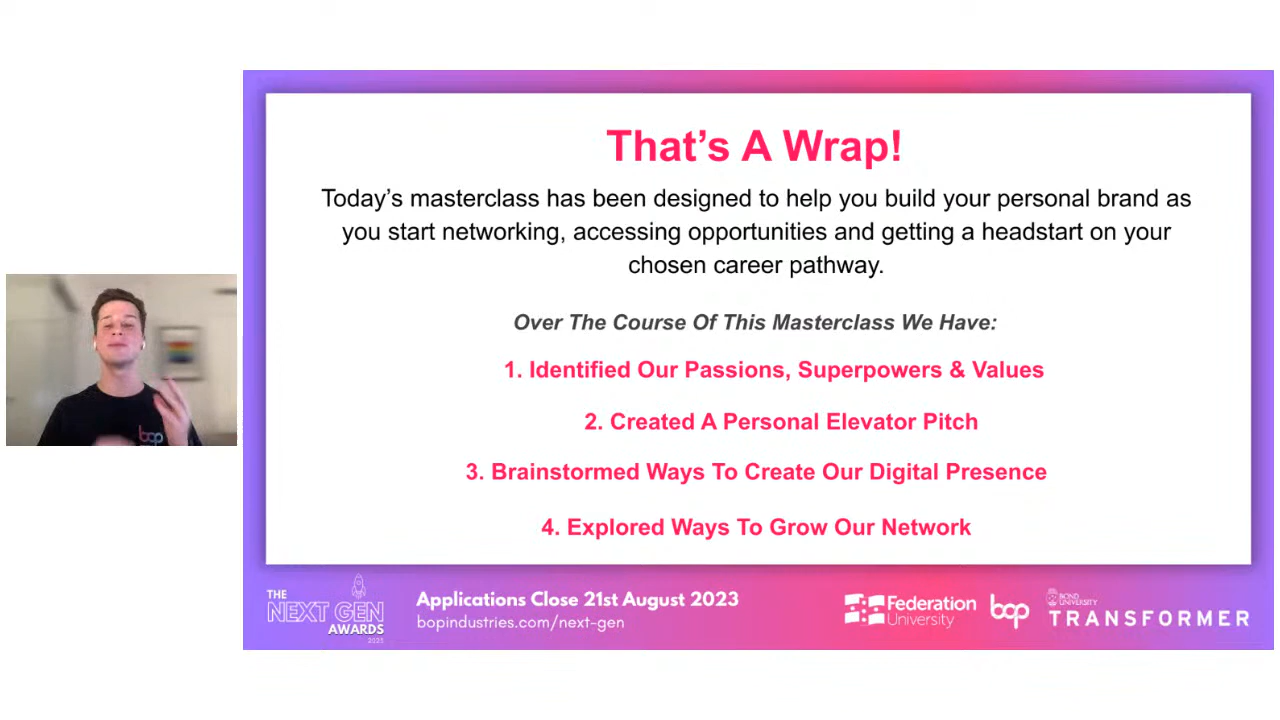 That's A Wrap!
Today's masterclass has been designed to help you build your personal brand as
you start networking, accessing opportunities and getting a headstart on your
chosen career pathway.
Over The Course Of This Masterclass We Have:
1. Identified Our Passions, Superpowers & Values
2. Created A Personal Elevator Pitch
3. Brainstormed Ways To Create Our Digital Presence
4. Explored Ways To Grow Our Network
bop
THE
NEXT GEN
AWARDS
2023
Applications Close 21st August 2023
bopindustries.com/next-gen
Federation
University
bop
BOND
UNIVERSITY
TRANSFORMER